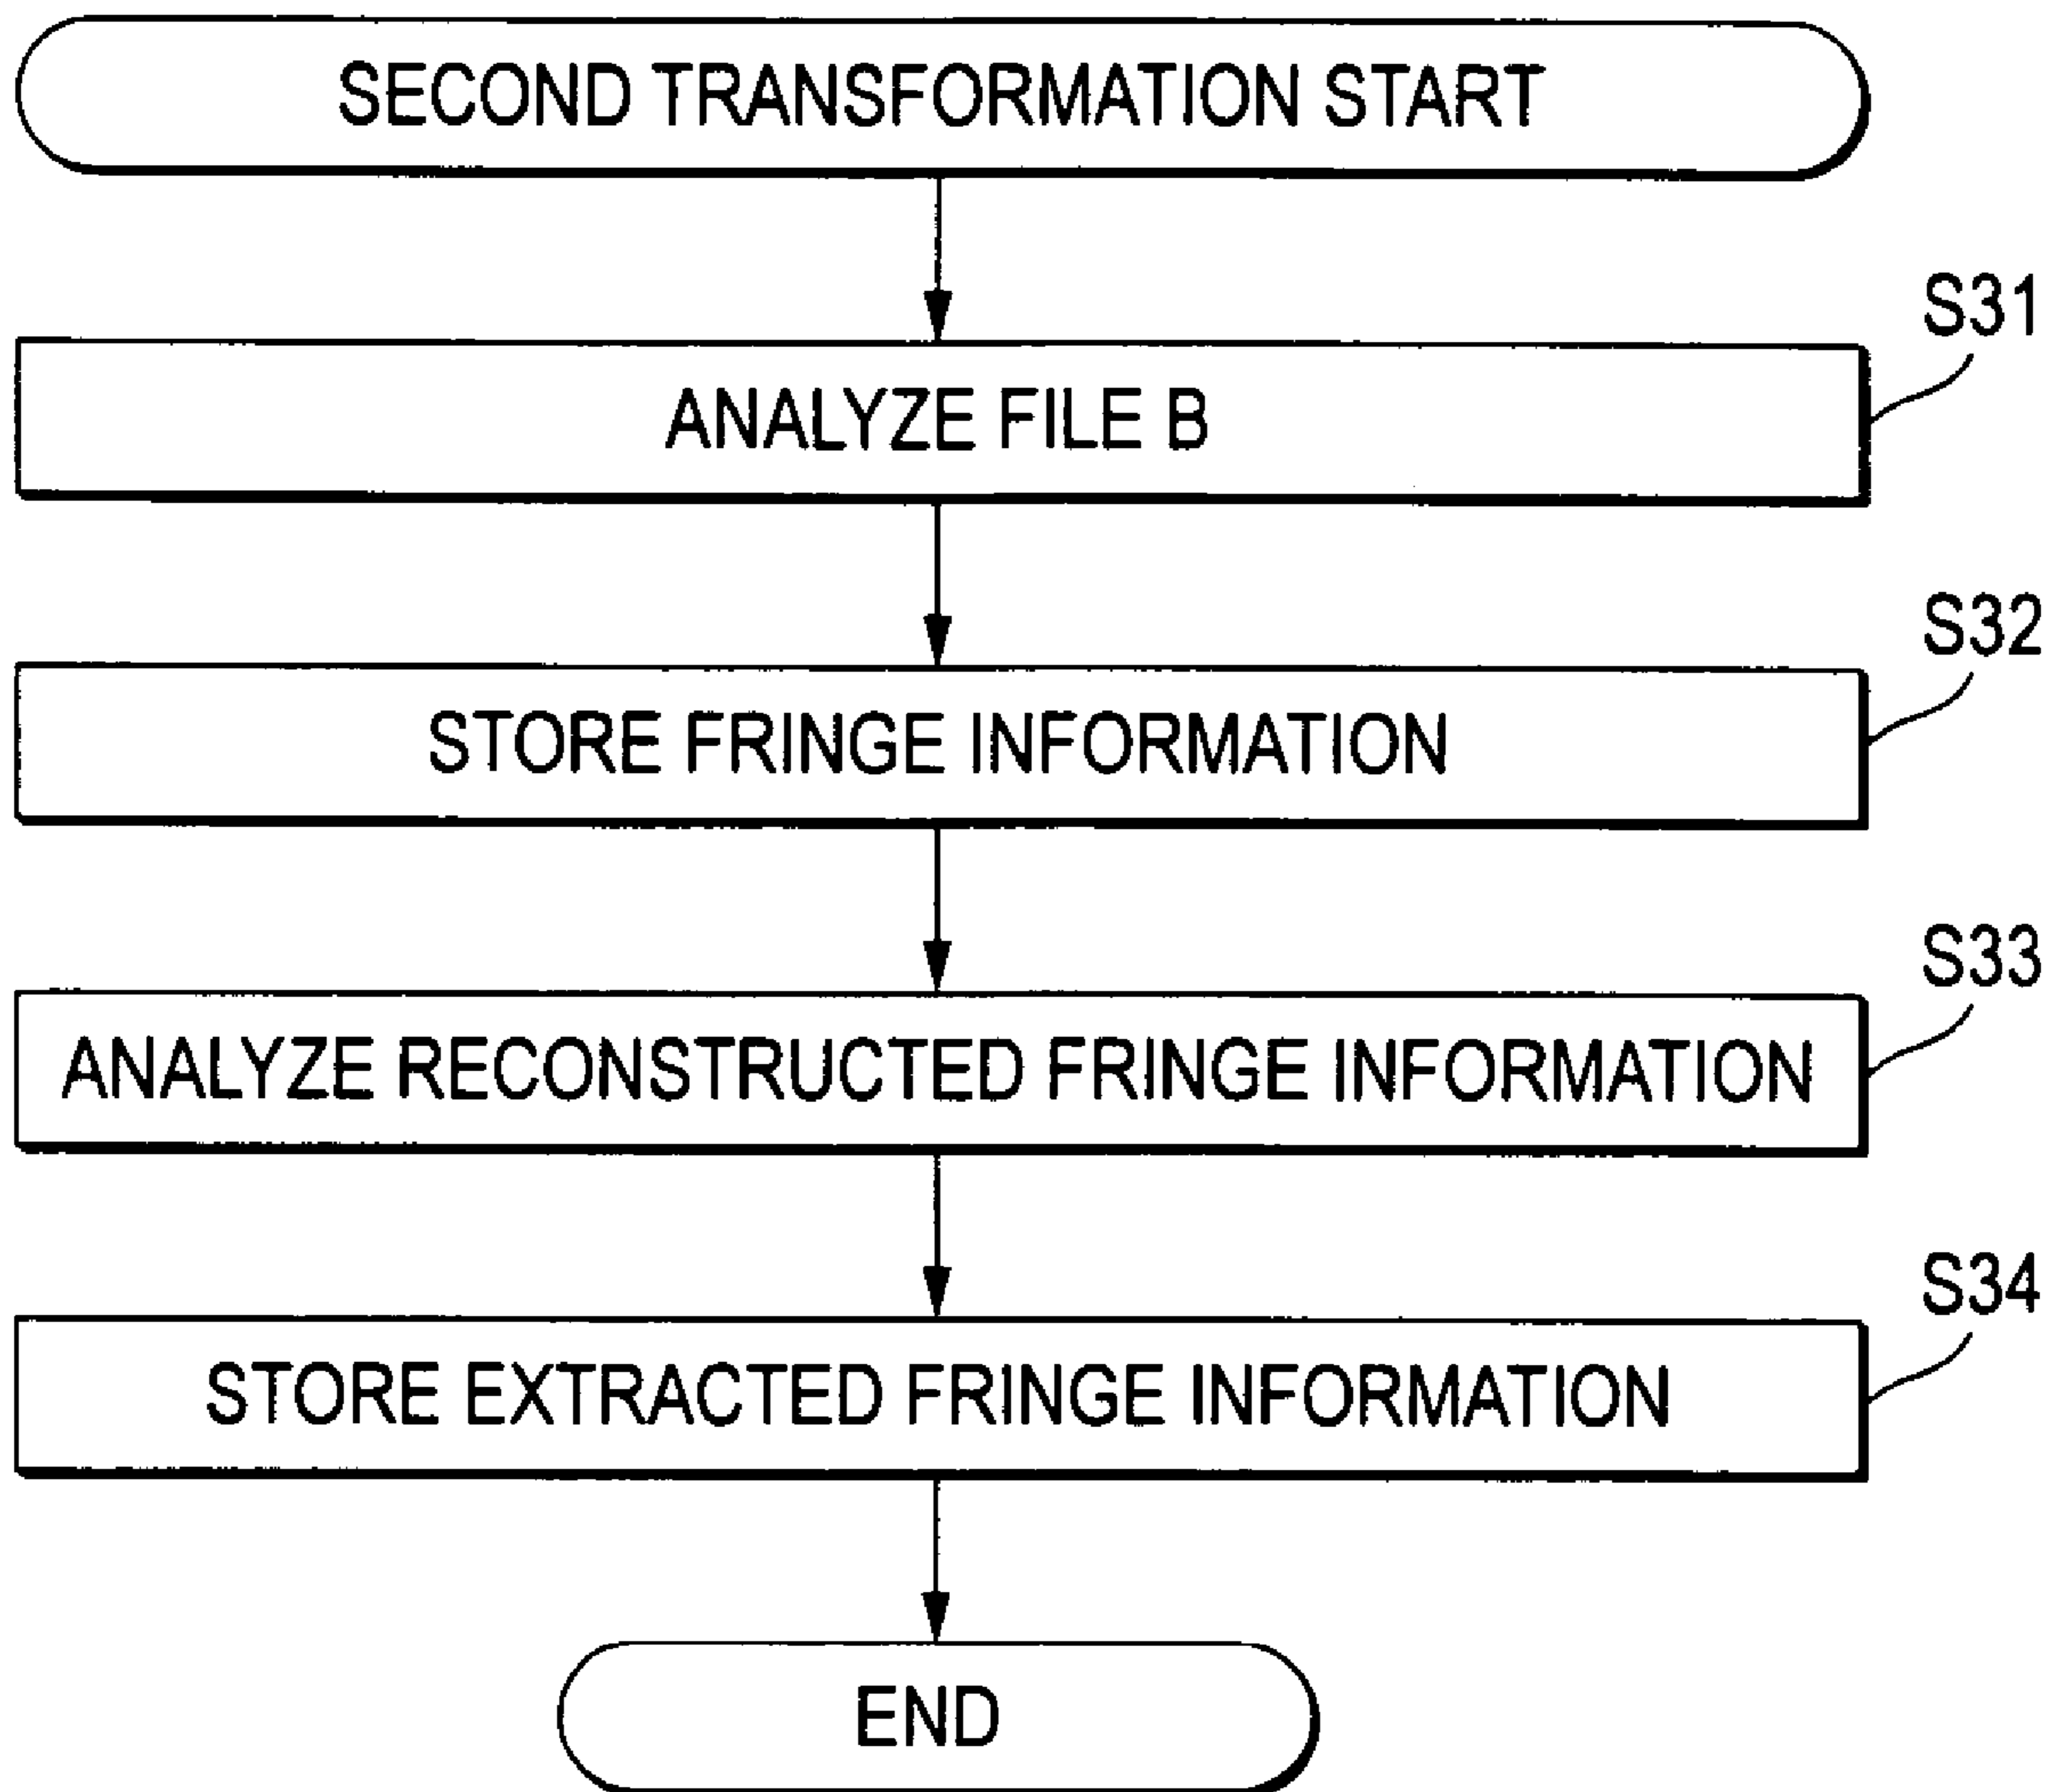 SECOND TRANSFORMATION START
S31
ANALYZE FILE B
S32
STORE FRINGE INFORMATION
S33
ANALYZE RECONSTRUCTED FRINGE INFORMATION
S34
STORE EXTRACTED FRINGE INFORMATION
END